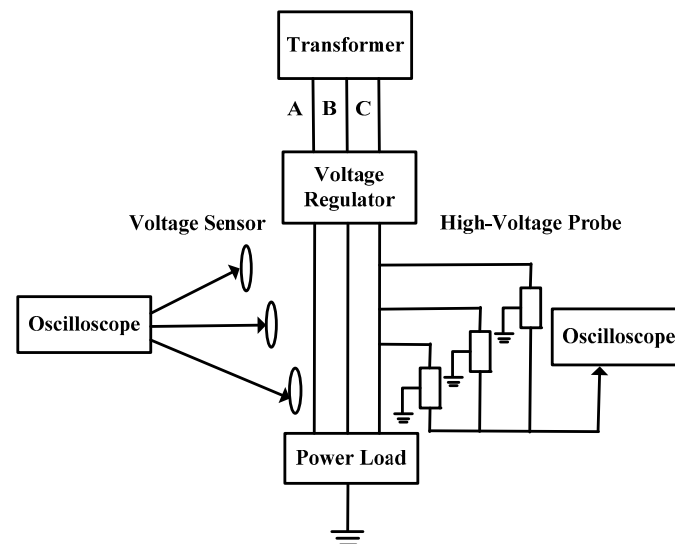 Transformer
A B C
Voltage
Regulator
Voltage Sensor
High-Voltage Probe
Oscilloscope
Oscilloscope
Power Load